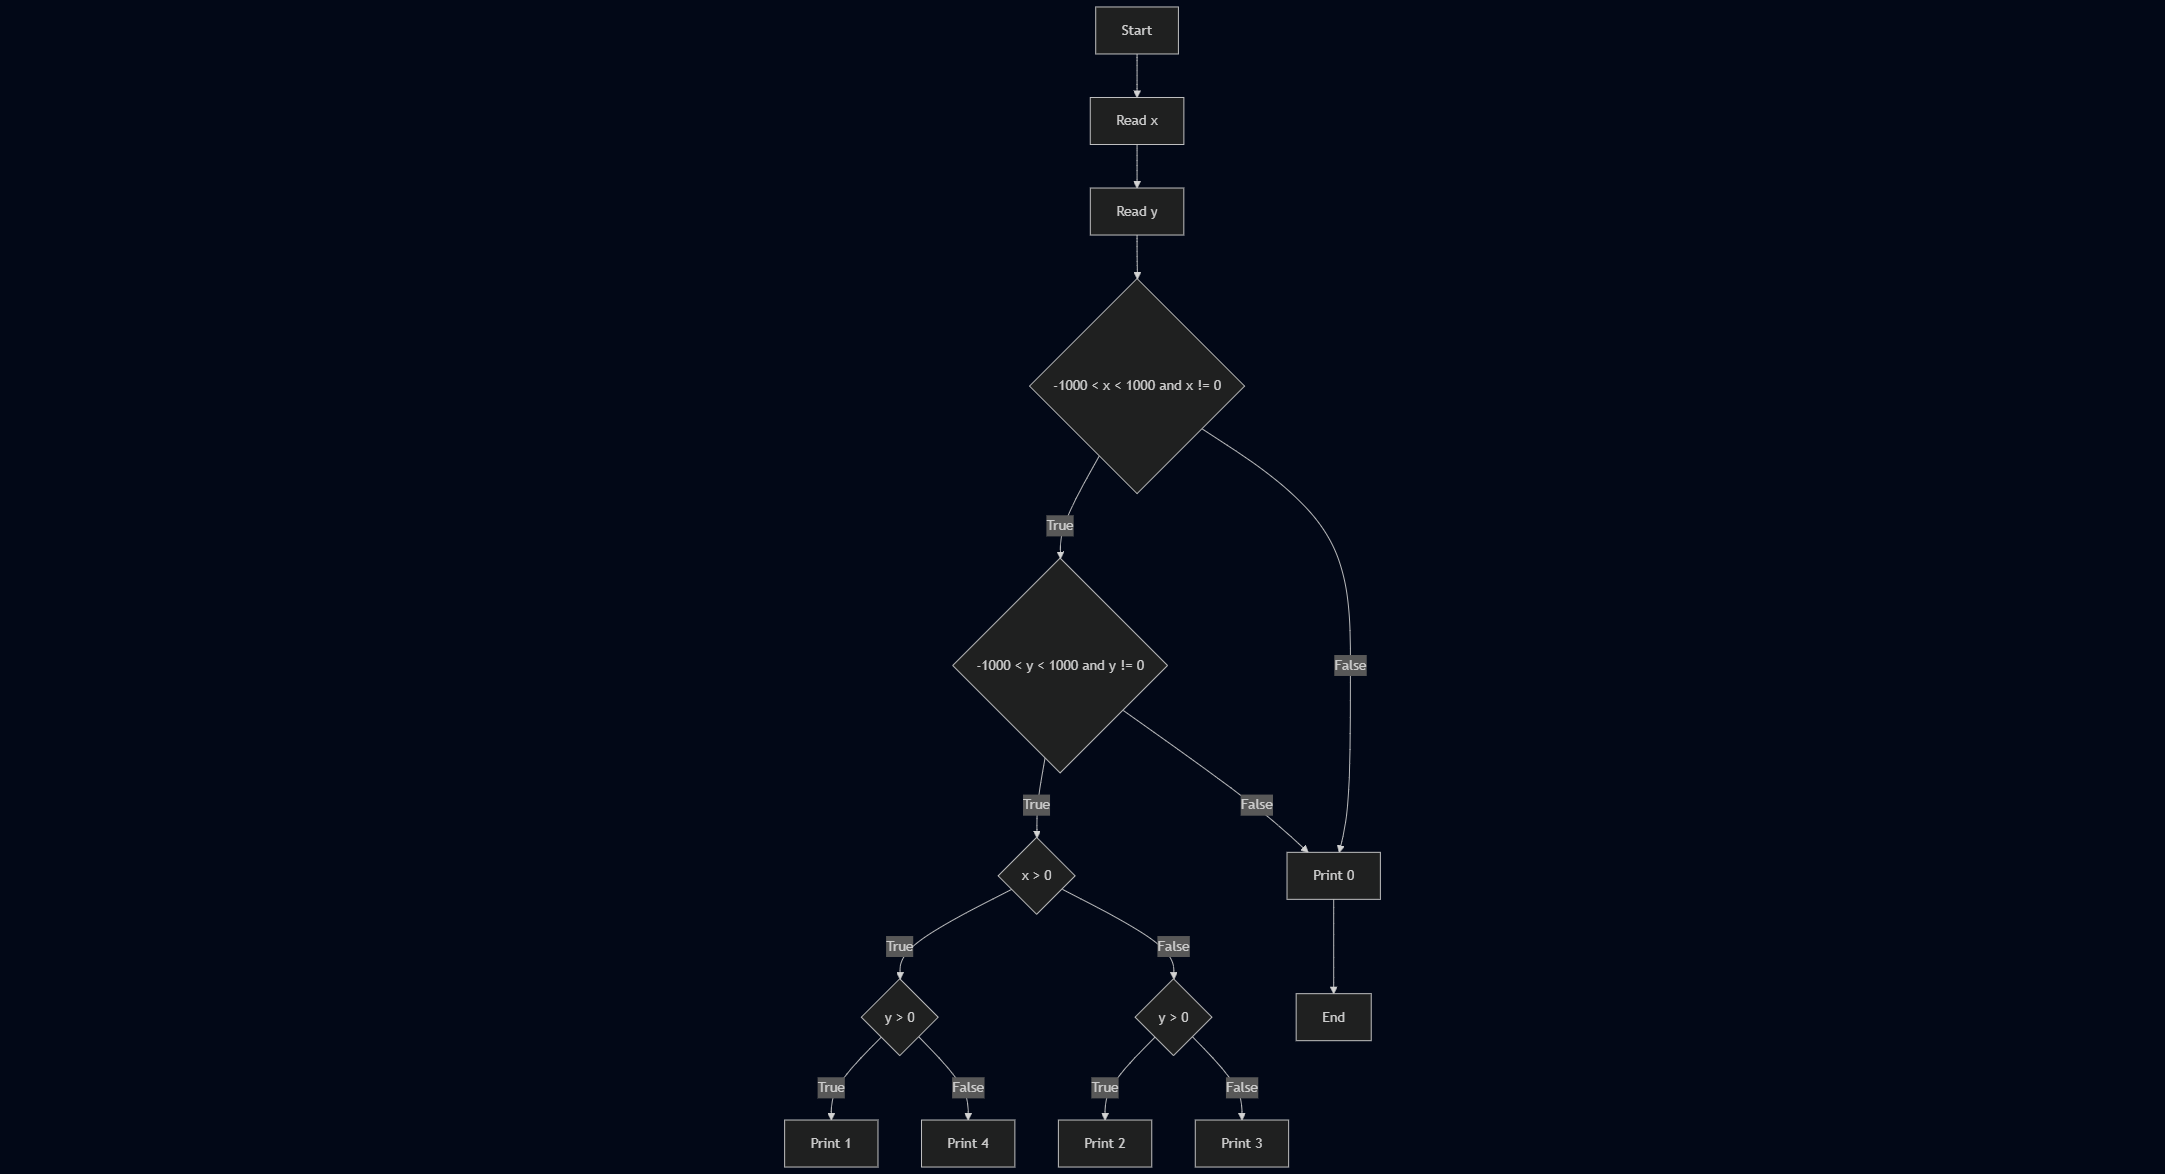 Start
Read x
Read y
-1000 < x < 1000 and x != 0
True
-1000 < y < 1000 and y != 0
False
True
False
x > 0
Print 0
True
False
y > 0
y > 0
End
True
False
True
False
Print 1
Print 4
Print 2
Print 3